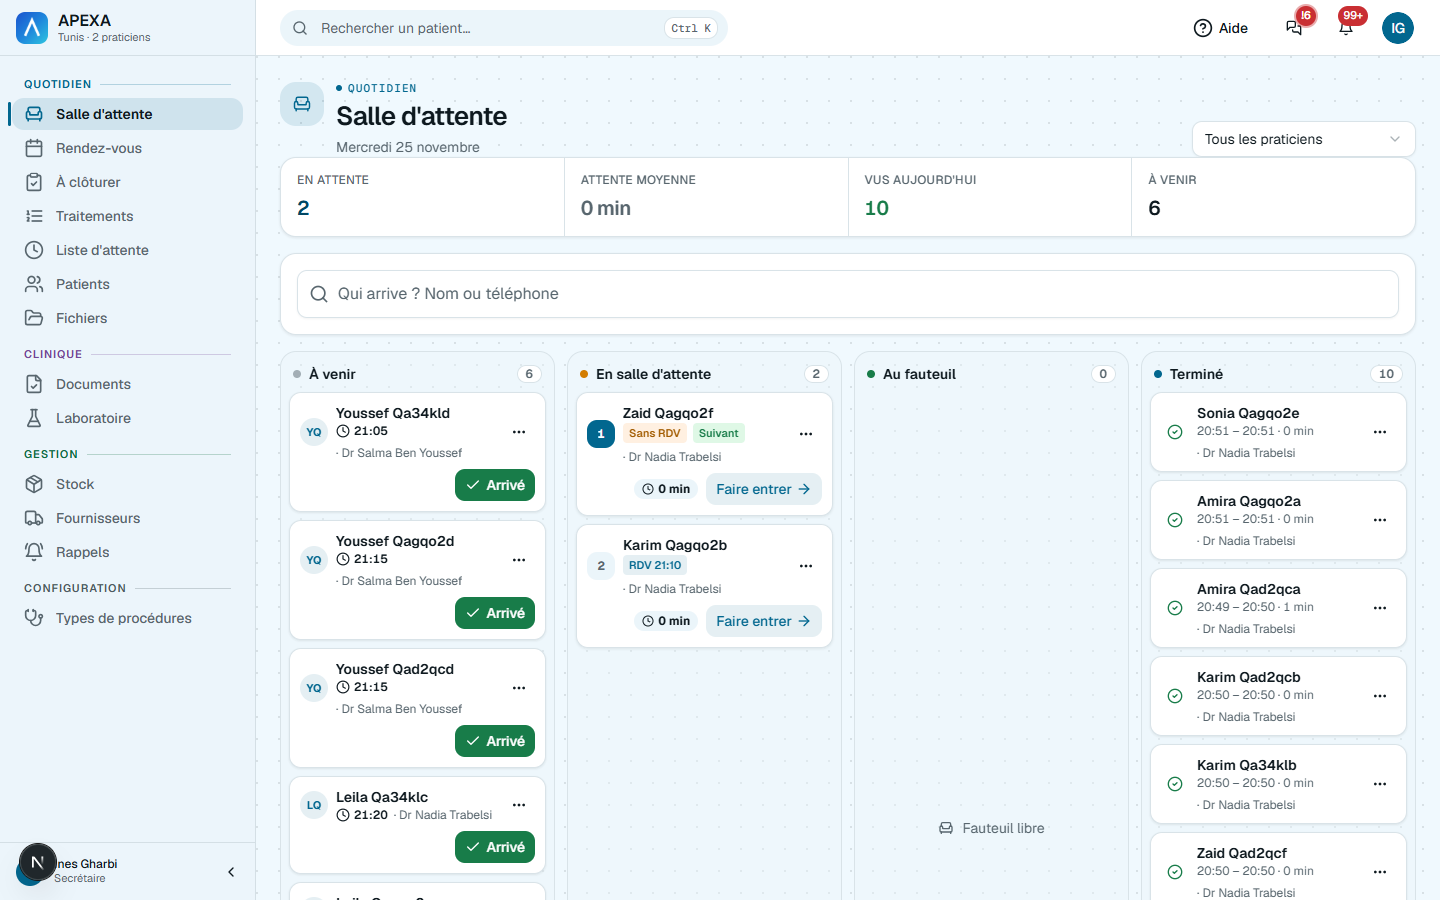 APEXA
Tunis · 2 praticiens
Rechercher un patient…
Ctrl K
Aide
16
99+
IG
QUOTIDIEN
Salle d'attente
Rendez-vous
À clôturer
Traitements
Liste d'attente
Patients
Fichiers
CLINIQUE
Documents
Laboratoire
GESTION
Stock
Fournisseurs
Rappels
CONFIGURATION
Types de procédures
N
nes Gharbi
Secrétaire
QUOTIDIEN
Salle d'attente
Mercredi 25 novembre
Tous les praticiens
EN ATTENTE
2
ATTENTE MOYENNE
0 min
VUS AUJOURD'HUI
10
À VENIR
6
Qui arrive ? Nom ou téléphone
À venir
6
YQ
Youssef Qa34kld
21:05
· Dr Salma Ben Youssef
Arrivé
YQ
Youssef Qagqo2d
21:15
· Dr Salma Ben Youssef
Arrivé
YQ
Youssef Qad2qcd
21:15
· Dr Salma Ben Youssef
Arrivé
LQ
Leila Qa34klc
21:20 · Dr Nadia Trabelsi
Arrivé
En salle d'attente
2
1
Zaid Qagqo2f
Sans RDV
Suivant
· Dr Nadia Trabelsi
0 min
Faire entrer
2
Karim Qagqo2b
RDV 21:10
· Dr Nadia Trabelsi
0 min
Faire entrer
Au fauteuil
0
Fauteuil libre
Terminé
10
Sonia Qagqo2e
20:51 – 20:51 · 0 min
· Dr Nadia Trabelsi
Amira Qagqo2a
20:51 – 20:51 · 0 min
· Dr Nadia Trabelsi
Amira Qad2qca
20:49 – 20:50 · 1 min
· Dr Nadia Trabelsi
Karim Qad2qcb
20:50 – 20:50 · 0 min
· Dr Nadia Trabelsi
Karim Qa34klb
20:50 – 20:50 · 0 min
· Dr Nadia Trabelsi
Zaid Qad2qcf
20:50 – 20:50 · 0 min
· Dr Nadia Trabelsi